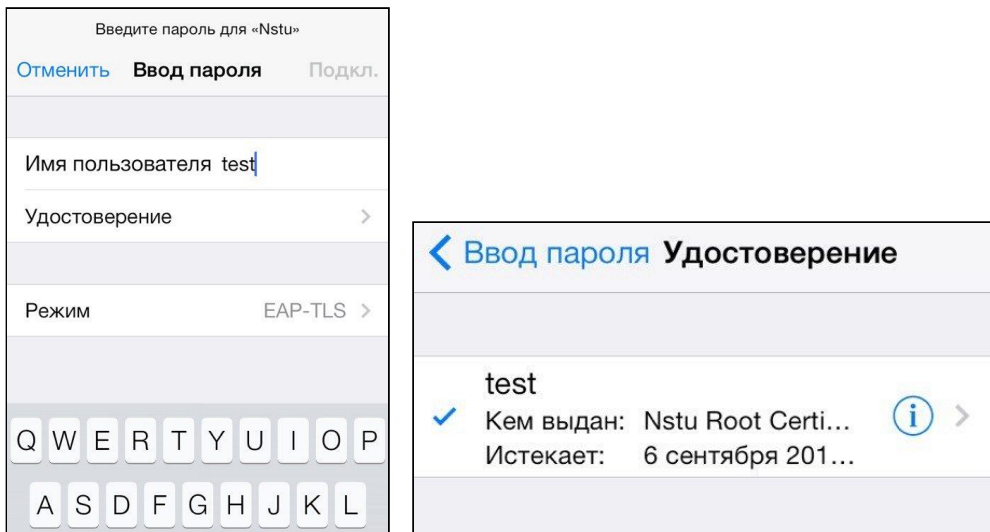 Введите пароль для «Nstu»
Отменить Ввод пароля Подкл.
Имя пользователя test
Удостоверение
Режим EAP-TLS
Q W E R T Y U I O P
A S D F G H J K L
Ввод пароля Удостоверение
test
Кем выдан: Nstu Root Certi...
Истекает: 6 сентября 201...